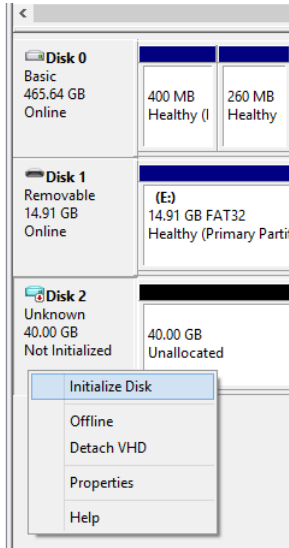 Disk 0
Basic
465.64 GB
Online
400 MB
Healthy (I
260 MB
Healthy
Disk 1
Removable
14.91 GB
Online
(E:)
14.91 GB FAT32
Healthy (Primary Parti
Disk 2
Unknown
40.00 GB
Not Initialized
40.00 GB
Unallocated
Initialize Disk
Offline
Detach VHD
Properties
Help